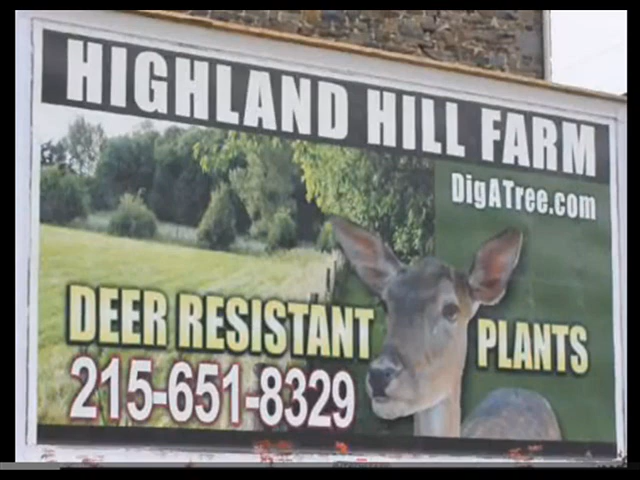 HIGHLAND HILL FARM
DigATree.com
DEER RESISTANT PLANTS
215-651-8329